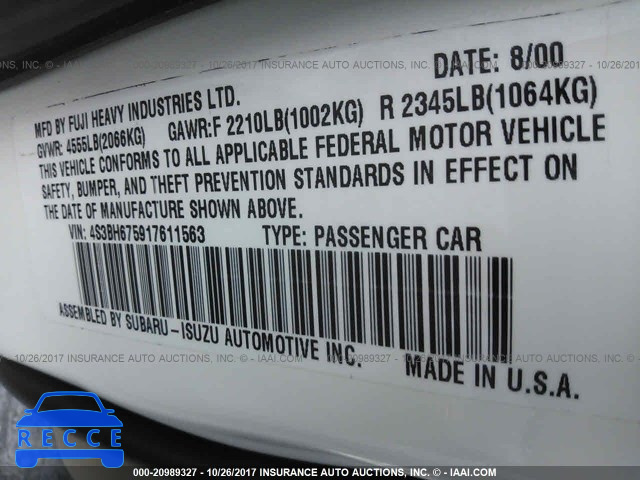 DATE: 8/00
MFD BY FUJI HEAVY INDUSTRIES LTD.
GVWR: 4555LB(2066KG) GAWR:F 2210LB(1002KG) R 2345LB(1064KG)
THIS VEHICLE CONFORMS TO ALL APPLICABLE FEDERAL MOTOR VEHICLE
SAFETY, BUMPER, AND THEFT PREVENTION STANDARDS IN EFFECT ON
THE DATE OF MANUFACTURE SHOWN ABOVE.
VIN: 4S3BH675917611563 TYPE: PASSENGER CAR
ASSEMBLED BY SUBARU-ISUZU AUTOMOTIVE INC.
MADE IN U.S.A.
RECCE
000-20989327 - 10/26/2017 INSURANCE AUTO AUCTIONS, INC. © - IAAI.COM